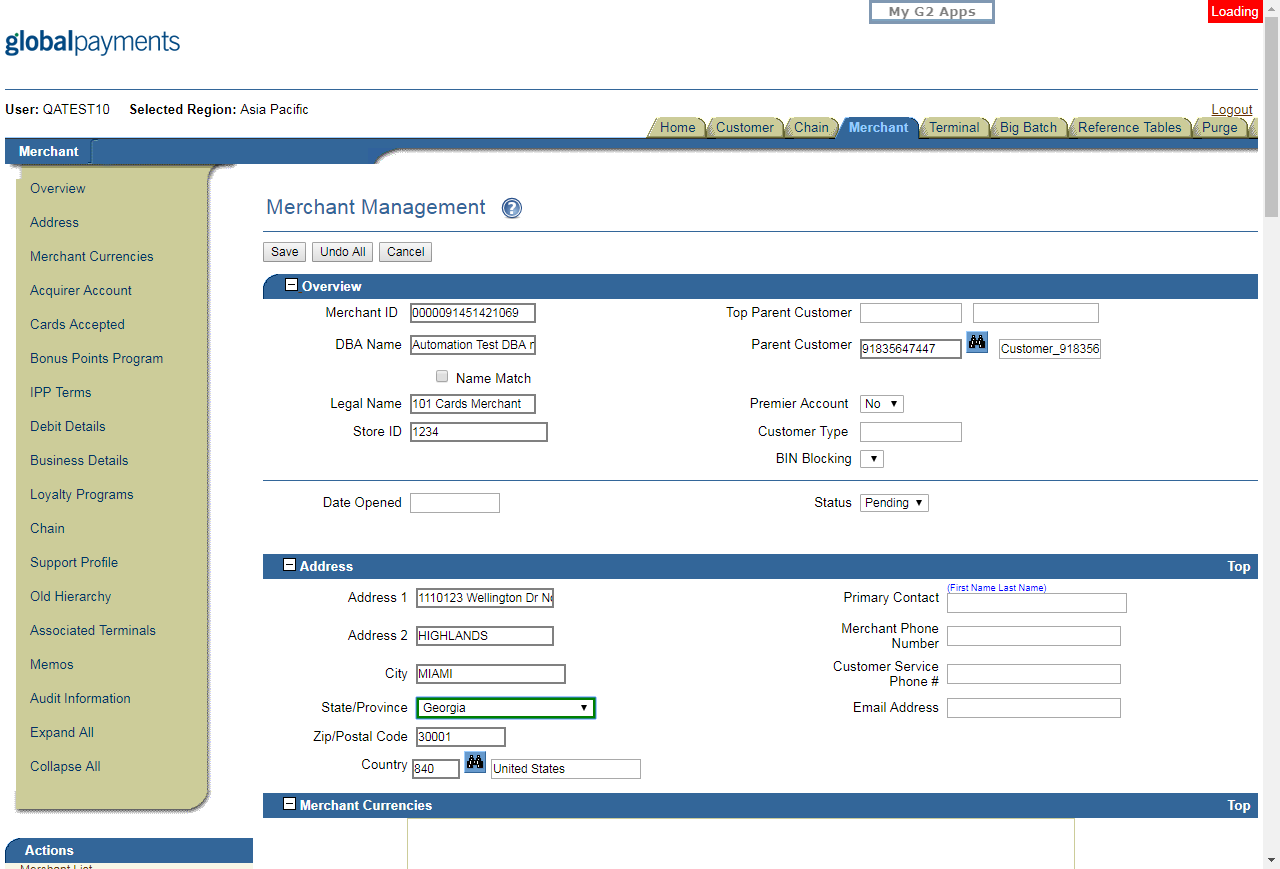 My G2 Apps
Loading
globalpayments
User: QATEST10 Selected Region: Asia Pacific
Logout
Home Customer Chain Merchant Terminal Big Batch Reference Tables Purge
Merchant
Overview
Address
Merchant Currencies
Acquirer Account
Cards Accepted
Bonus Points Program
IPP Terms
Debit Details
Business Details
Loyalty Programs
Chain
Support Profile
Old Hierarchy
Associated Terminals
Memos
Audit Information
Expand All
Collapse All
Actions
Merchant List
Merchant Management ?
Save Undo All Cancel
Overview
Merchant ID 0000091451421069 Top Parent Customer
DBA Name Automation Test DBA Parent Customer 91835647447 Customer_918356
Name Match
Legal Name 101 Cards Merchant Premier Account No
Store ID 1234 Customer Type
BIN Blocking
Date Opened Status Pending
Address Top
(First Name Last Name)
Address 1 1110123 Wellington Dr Primary Contact
Address 2 HIGHLANDS Merchant Phone
Number
City MIAMI Customer Service
Phone #
State/Province Georgia Email Address
Zip/Postal Code 30001
Country 840 United States
Merchant Currencies Top